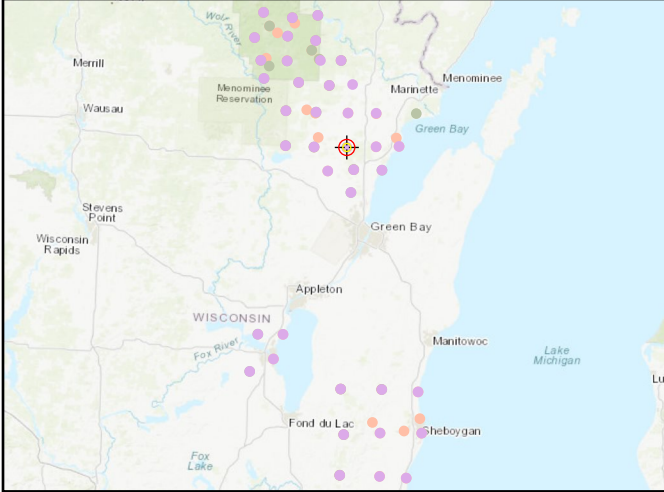 Wolf River
Merrill
Menominee
Marinette
Menominee
Reservation
Wausau
Green Bay
Stevens
Point
Green Bay
Wisconsin
Rapids
Appleton
WISCONSIN
Manitowoc
Fox River
Lake
Michigan
Lu
Fond du Lac
Sheboygan
Fox
Lake